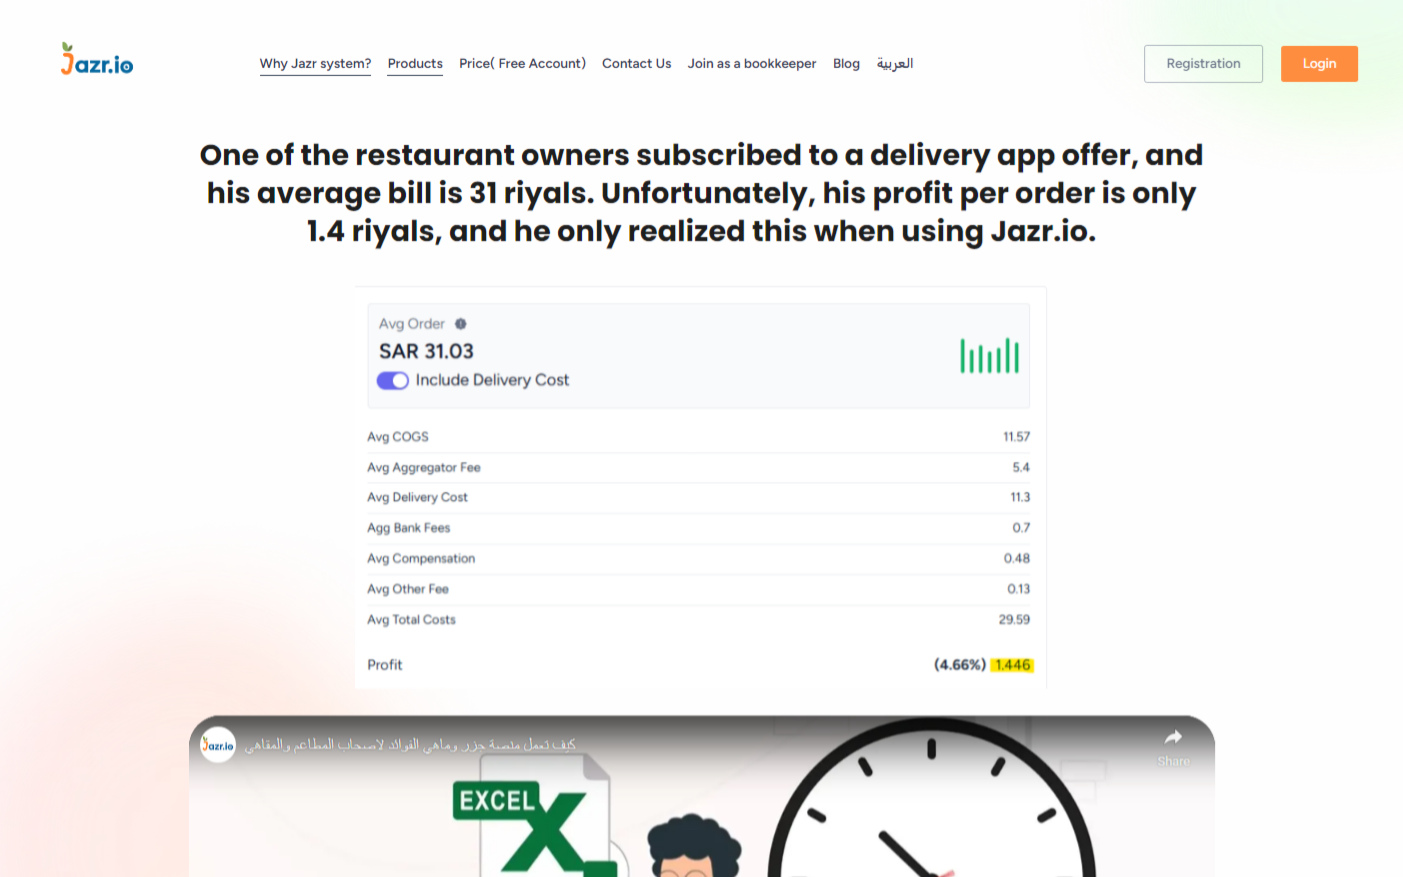 Jazr.io
Why Jazr system?
Products
Price( Free Account)
Contact Us
Join as a bookkeeper
Blog
العربية
Registration
Login
One of the restaurant owners subscribed to a delivery app offer, and
his average bill is 31 riyals. Unfortunately, his profit per order is only
1.4 riyals, and he only realized this when using Jazr.io.
Avg Order
SAR 31.03
Include Delivery Cost
Avg COGS 11.57
Avg Aggregator Fee 5.4
Avg Delivery Cost 11.3
Agg Bank Fees 0.7
Avg Compensation 0.48
Avg Other Fee 0.13
Avg Total Costs 29.59
Profit (4.66%) 1.446
Jazr.io
كيف تعمل منصة جزر وماهي الفوائد لاصحاب المطاعم والمقاهي
Share
EXCEL